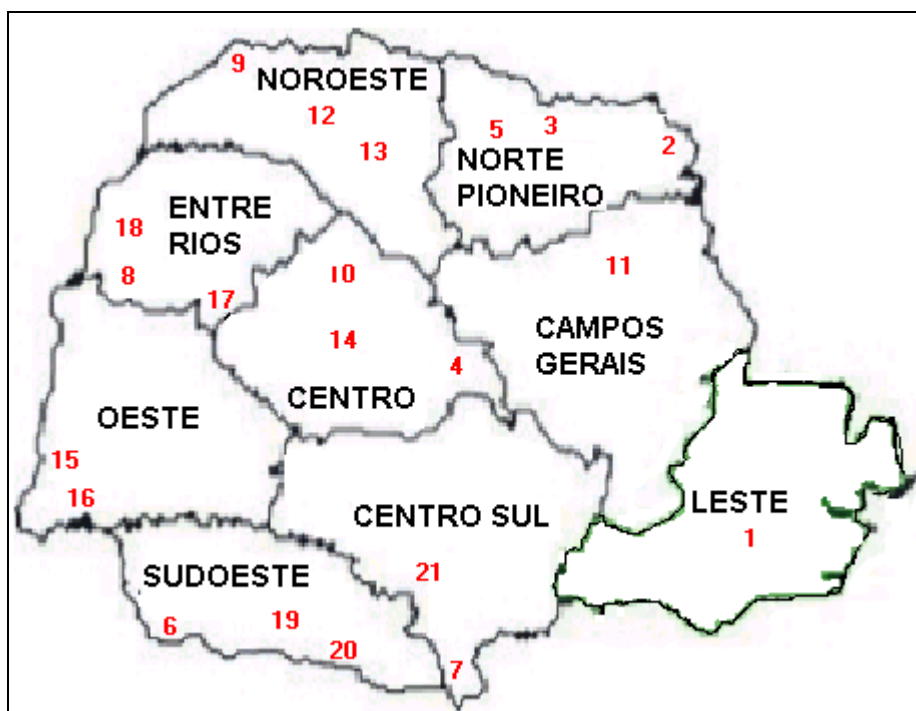 9
NOROESTE
12
13
5
3
2
NORTE
PIONEIRO
ENTRE
RIOS
18
8
17
10
11
14
4
CAMPOS
GERAIS
CENTRO
OESTE
15
16
CENTRO SUL
LESTE
1
SUDOESTE
21
19
6
20
7